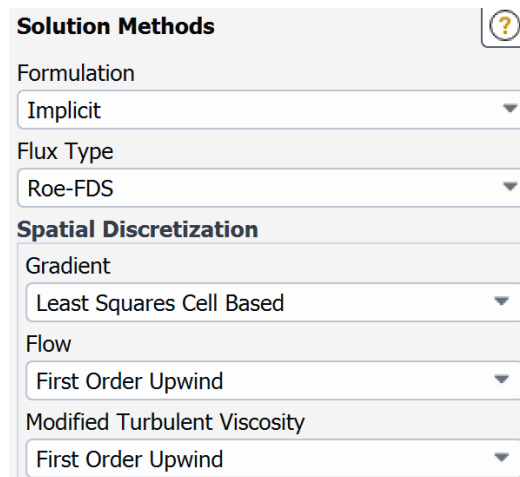 Solution Methods
?
Formulation
Implicit
Flux Type
Roe-FDS
Spatial Discretization
Gradient
Least Squares Cell Based
Flow
First Order Upwind
Modified Turbulent Viscosity
First Order Upwind